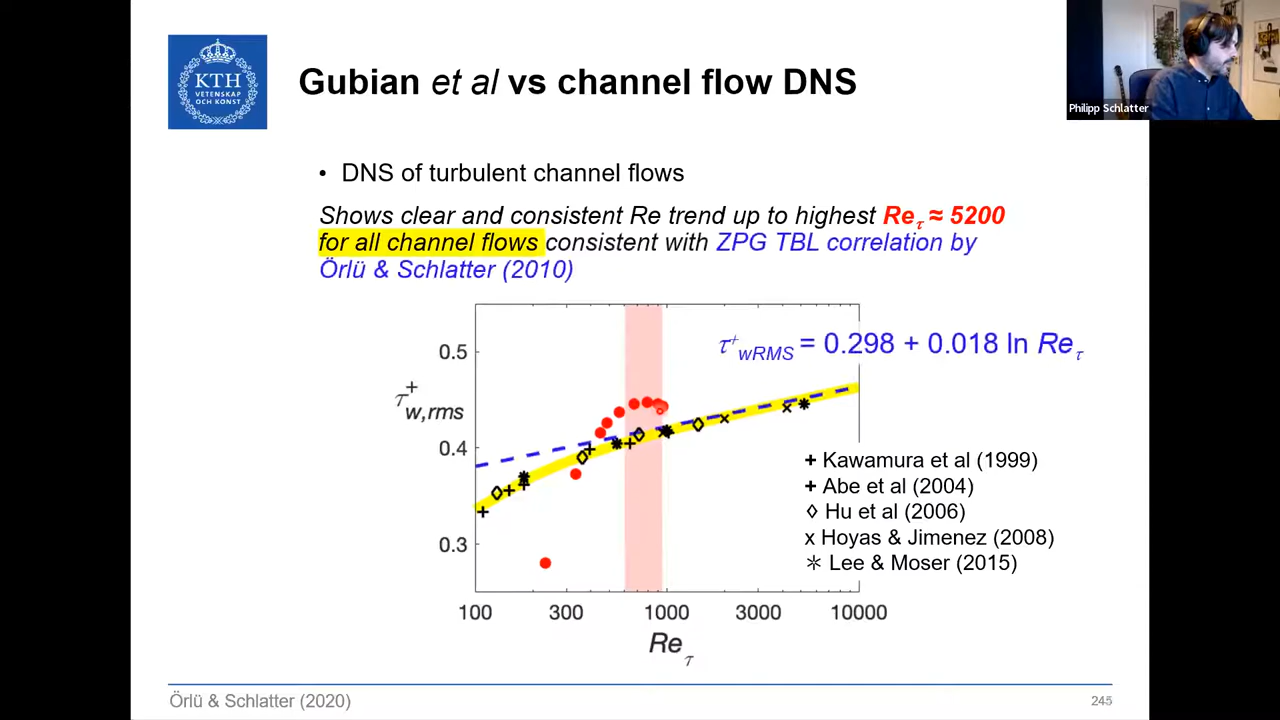 KTH
VETENSKAP
OCH KONST
Gubian et al vs channel flow DNS
Philipp Schlatter
• DNS of turbulent channel flows
Shows clear and consistent Re trend up to highest Reτ ≈ 5200
for all channel flows consistent with ZPG TBL correlation by
Örlü & Schlatter (2010)
τ+wRMS = 0.298 + 0.018 ln Reτ
0.5
τ+w,rms
0.4
0.3
+ Kawamura et al (1999)
+ Abe et al (2004)
◊ Hu et al (2006)
x Hoyas & Jimenez (2008)
✳ Lee & Moser (2015)
100 300 1000 3000 10000
Reτ
Örlü & Schlatter (2020)
245